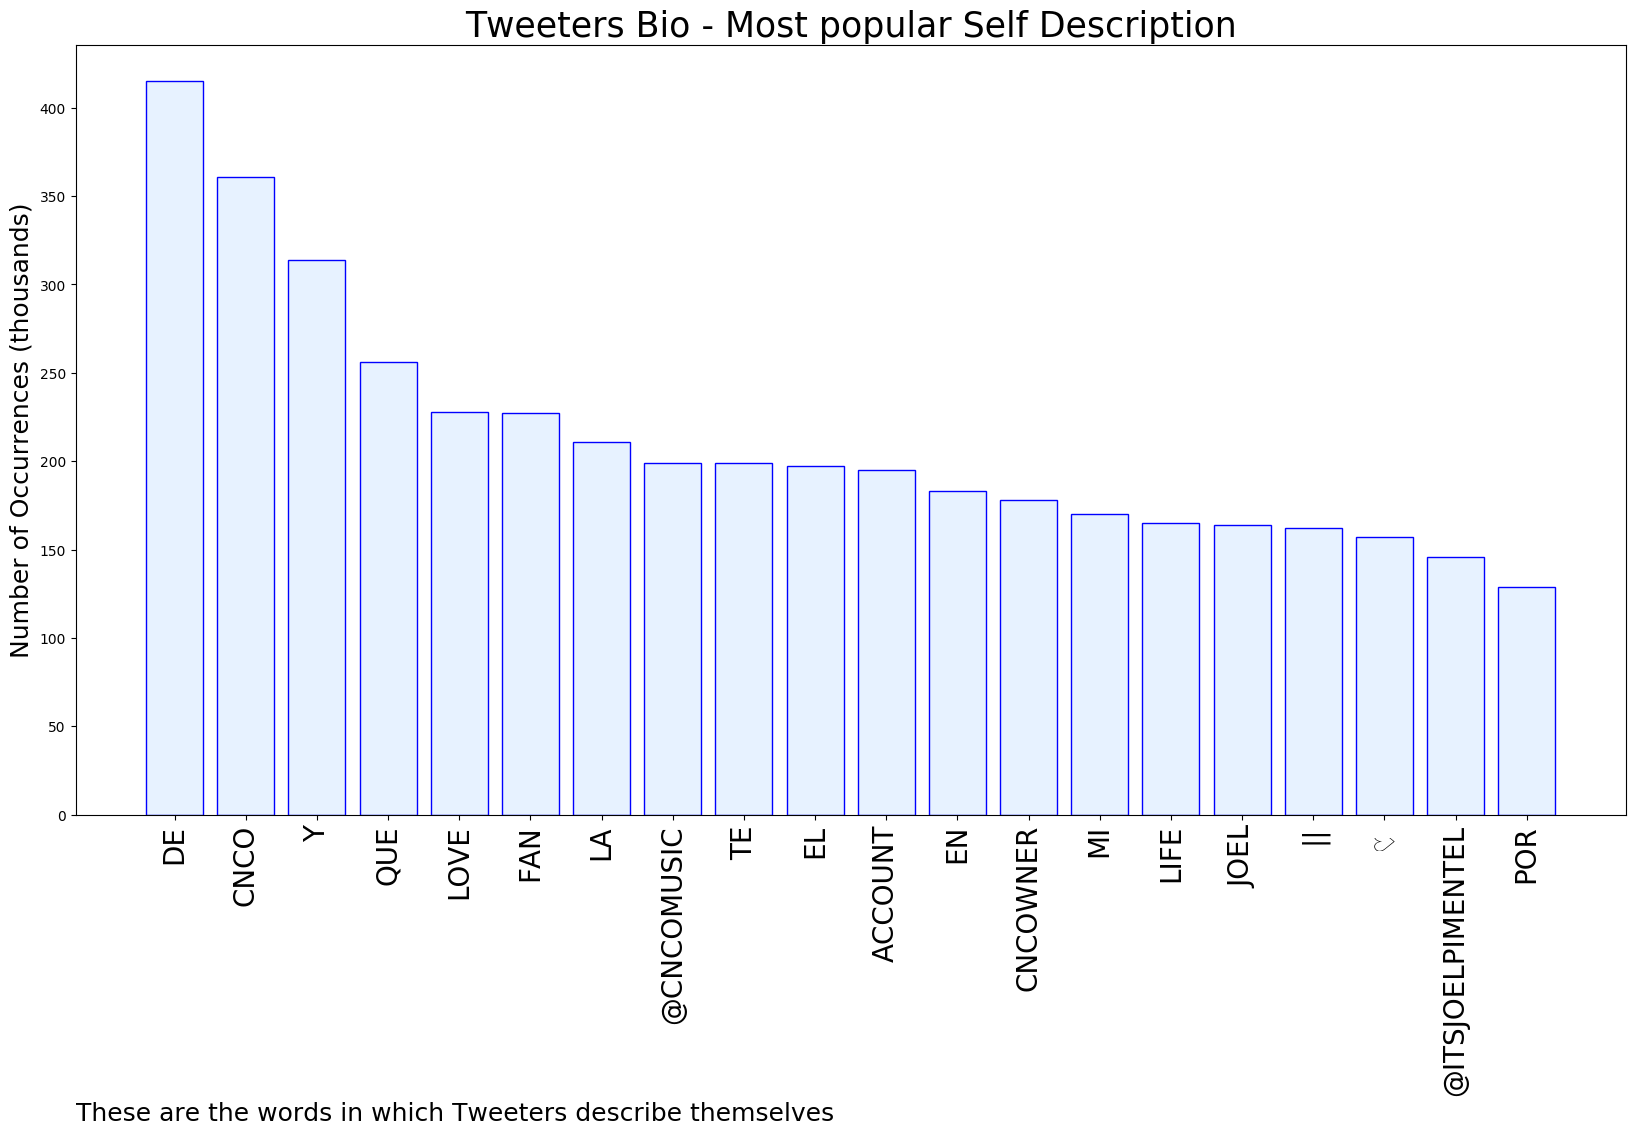 Tweeters Bio - Most popular Self Description
Number of Occurrences (thousands)
400
350
300
250
200
150
100
50
0
DE
CNCO
Y
QUE
LOVE
FAN
LA
@CNCOMUSIC
TE
EL
ACCOUNT
EN
CNCOWNER
MI
LIFE
JOEL
||
@ITSJOELPIMENTEL
POR
These are the words in which Tweeters describe themselves